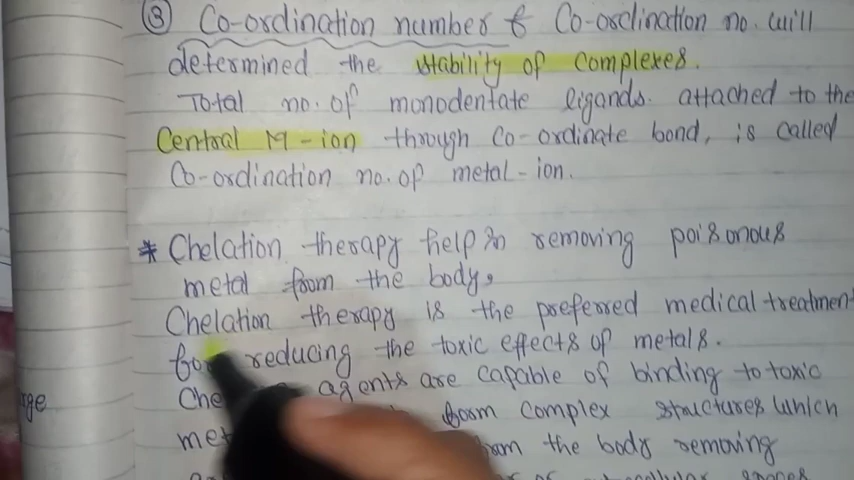 ③ Co-ordination number & Co-ordination no. will
determined the stability of complexes.
Total no. of monodentate ligands attached to the
Central M-ion through Co-ordinate bond, is called
Co-ordination no. of metal-ion.
* Chelation therapy help in removing poisonous
metal from the body.
Chelation therapy is the preferred medical treatment
for reducing the toxic effects of metals.
agents are capable of binding to toxic
form complex structures which
from the body removing